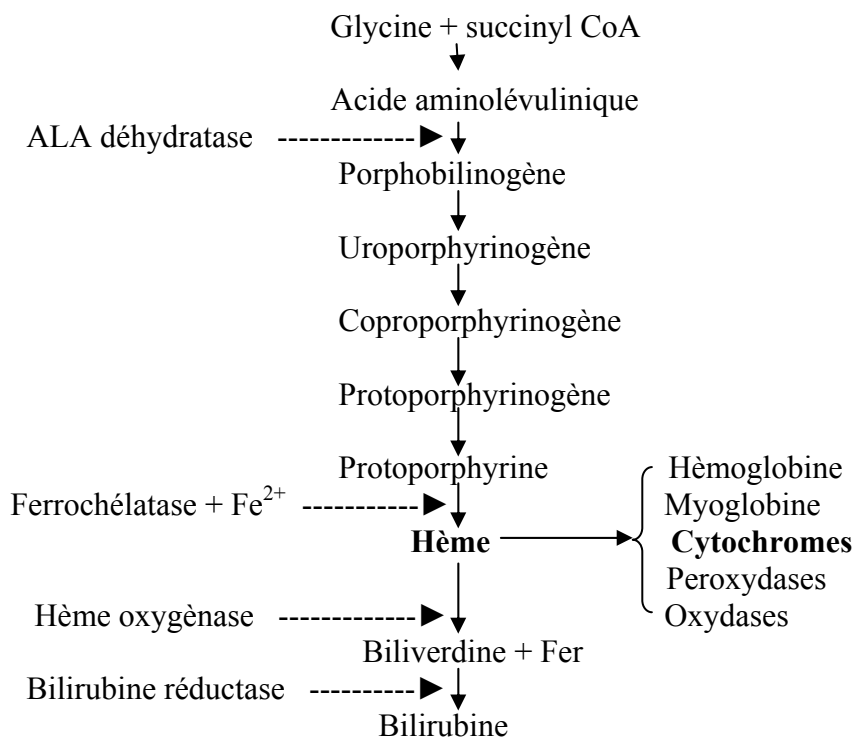 Glycine + succinyl CoA
Acide aminolévulinique
ALA déhydratase
Porphobilinogène
Uroporphyrinogène
Coproporphyrinogène
Protoporphyrinogène
Protoporphyrine
Ferrochélatase + Fe²⁺
Hème
Hèmoglobine
Myoglobine
Cytochromes
Peroxydases
Oxydases
Hème oxygènase
Biliverdine + Fer
Bilirubine réductase
Bilirubine